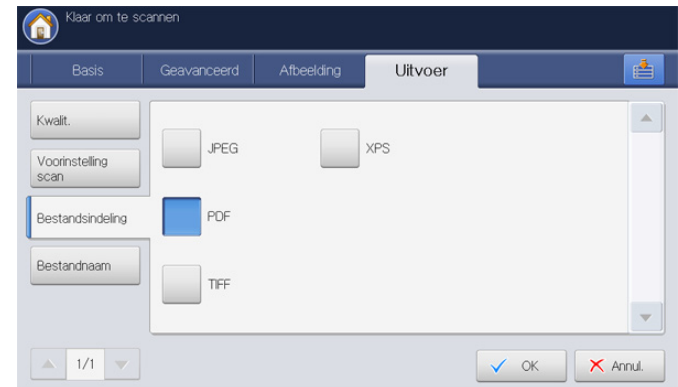 Klaar om te scannen
Basis
Geavanceerd
Afbeelding
Uitvoer
Kwalit.
Voorinstelling
scan
Bestandsindeling
Bestandnaam
JPEG
XPS
PDF
TIFF
1/1
OK
Annul.